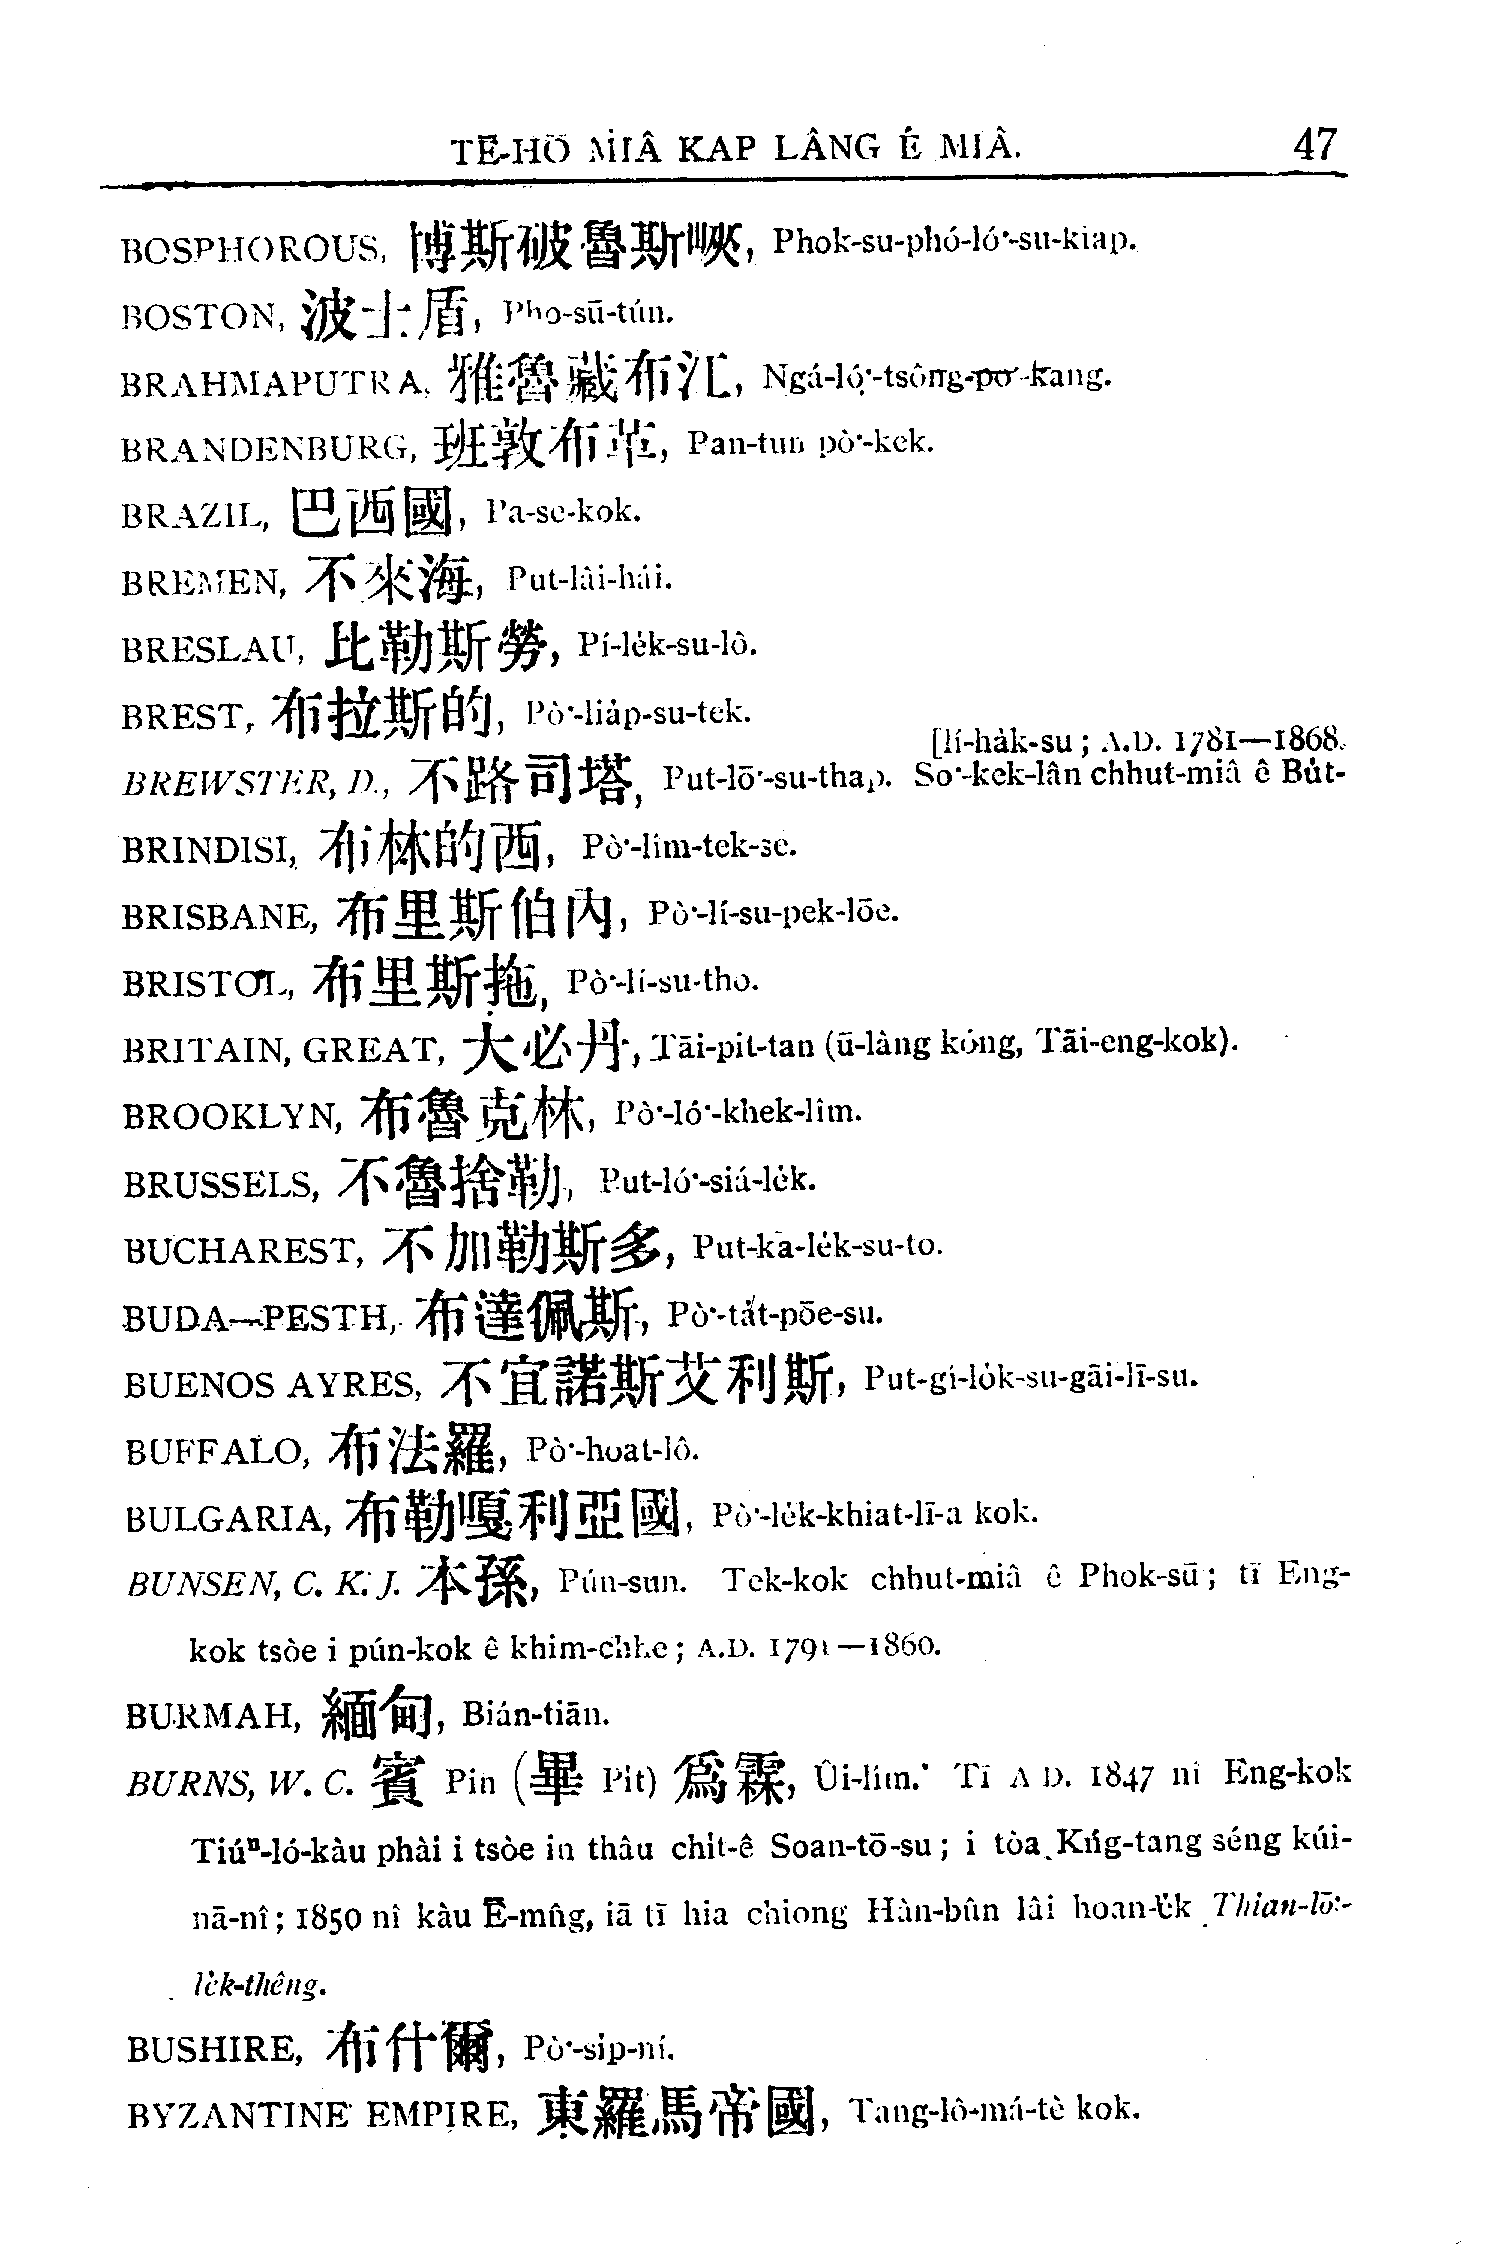 TĒ-HŌ MIÂ KAP LÂNG Ê MIÂ. 47
BOSPHOROUS, 博斯破魯斯峽, Phok-su-phó-ló͘-su-kiap.
BOSTON, 波士盾, Pho-sū-tún.
BRAHMAPUTRA, 雅魯藏布江, Ngá-ló͘-tsông-pò͘-kang.
BRANDENBURG, 班敦布革, Pan-tun pò͘-kek.
BRAZIL, 巴西國, Pa-se-kok.
BREMEN, 不來海, Put-lâi-hái.
BRESLAU, 比勒斯勞, Pí-le̍k-su-lô.
BREST, 布拉斯的, Pò͘-lia̍p-su-tek.
[lí-ha̍k-su; A.D. 1781—1868.
BREWSTER, D., 不路司塔, Put-lō͘-su-thap. So͘-kek-lân chhut-miâ ê Bu̍t-
BRINDISI, 布林的西, Pò͘-lîm-tek-se.
BRISBANE, 布里斯伯內, Pò͘-lí-su-pek-lōe.
BRISTOL, 布里斯拖, Pò͘-lí-su-tho.
BRITAIN, GREAT, 大必丹, Tāi-pit-tan (ū-lâng kóng, Tāi-eng-kok).
BROOKLYN, 布魯克林, Pò͘-ló͘-khek-lîm.
BRUSSELS, 不魯捨勒, Put-ló͘-siá-le̍k.
BUCHAREST, 不加勒斯多, Put-ka-le̍k-su-to.
BUDA—PESTH, 布達佩斯, Pò͘-ta̍t-pōe-su.
BUENOS AYRES, 不宜諾斯艾利斯, Put-gî-lo̍k-su-gāi-lī-su.
BUFFALO, 布法羅, Pò͘-hoat-lô.
BULGARIA, 布勒嘎利亞國, Pò͘-le̍k-khiat-lī-a kok.
BUNSEN, C. K. J. 本孫, Pún-sun. Tek-kok chhut-miâ ê Phok-sū; tī Eng-
kok tsòe i pún-kok ê khim-chhe; A.D. 1791—1860.
BURMAH, 緬甸, Bián-tiān.
BURNS, W. C. 賓 Pin (畢 Pit) 爲霖, Ûi-lîm. Tī A D. 1847 nî Eng-kok
Tiúⁿ-ló-kàu phài i tsòe in thâu chi̍t-ê Soan-tō-su; i tòa Kńg-tang séng kúi-
nā-nî; 1850 nî kàu Ē-mn̂g, iā tī hia chiong Hàn-bûn lâi hoan-e̍k Thian-lō͘-
le̍k-thêng.
BUSHIRE, 布什爾, Pò͘-si̍p-ní.
BYZANTINE EMPIRE, 東羅馬帝國, Tang-lô-má-tè kok.